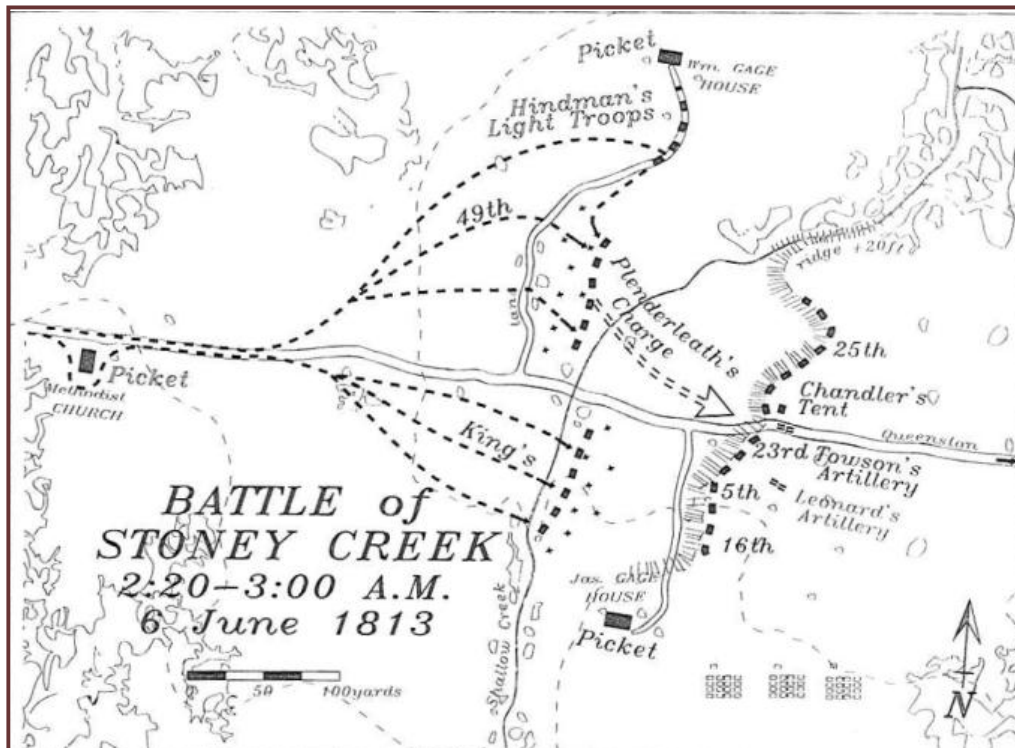 Picket
Wm. GAGE
HOUSE
Hindman's
Light Troops
49th
lane
ridge +20ft
Plenderleath's
Charge
25th
Picket
Methodist
CHURCH
Chandler's
Tent
Queenston
King's
23rd Towson's
Artillery
5th
Leonard's
Artillery
16th
BATTLE of
STONEY CREEK
2:20-3:00 A.M.
6 June 1813
Jas. GAGE
HOUSE
Picket
Shallow Creek
0 50 100yards
N